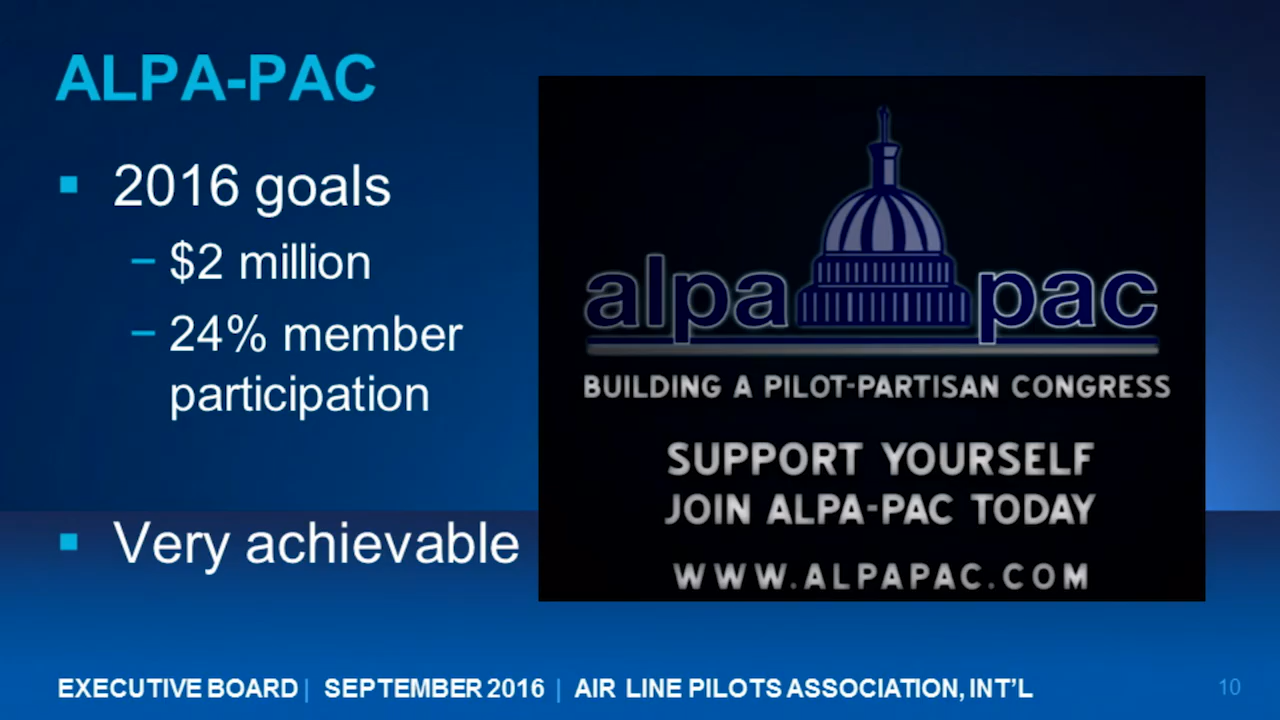 ALPA-PAC
▪ 2016 goals
– $2 million
– 24% member
participation
▪ Very achievable
alpa pac
BUILDING A PILOT-PARTISAN CONGRESS
SUPPORT YOURSELF
JOIN ALPA-PAC TODAY
WWW.ALPAPAC.COM
EXECUTIVE BOARD | SEPTEMBER 2016 | AIR LINE PILOTS ASSOCIATION, INT’L
10